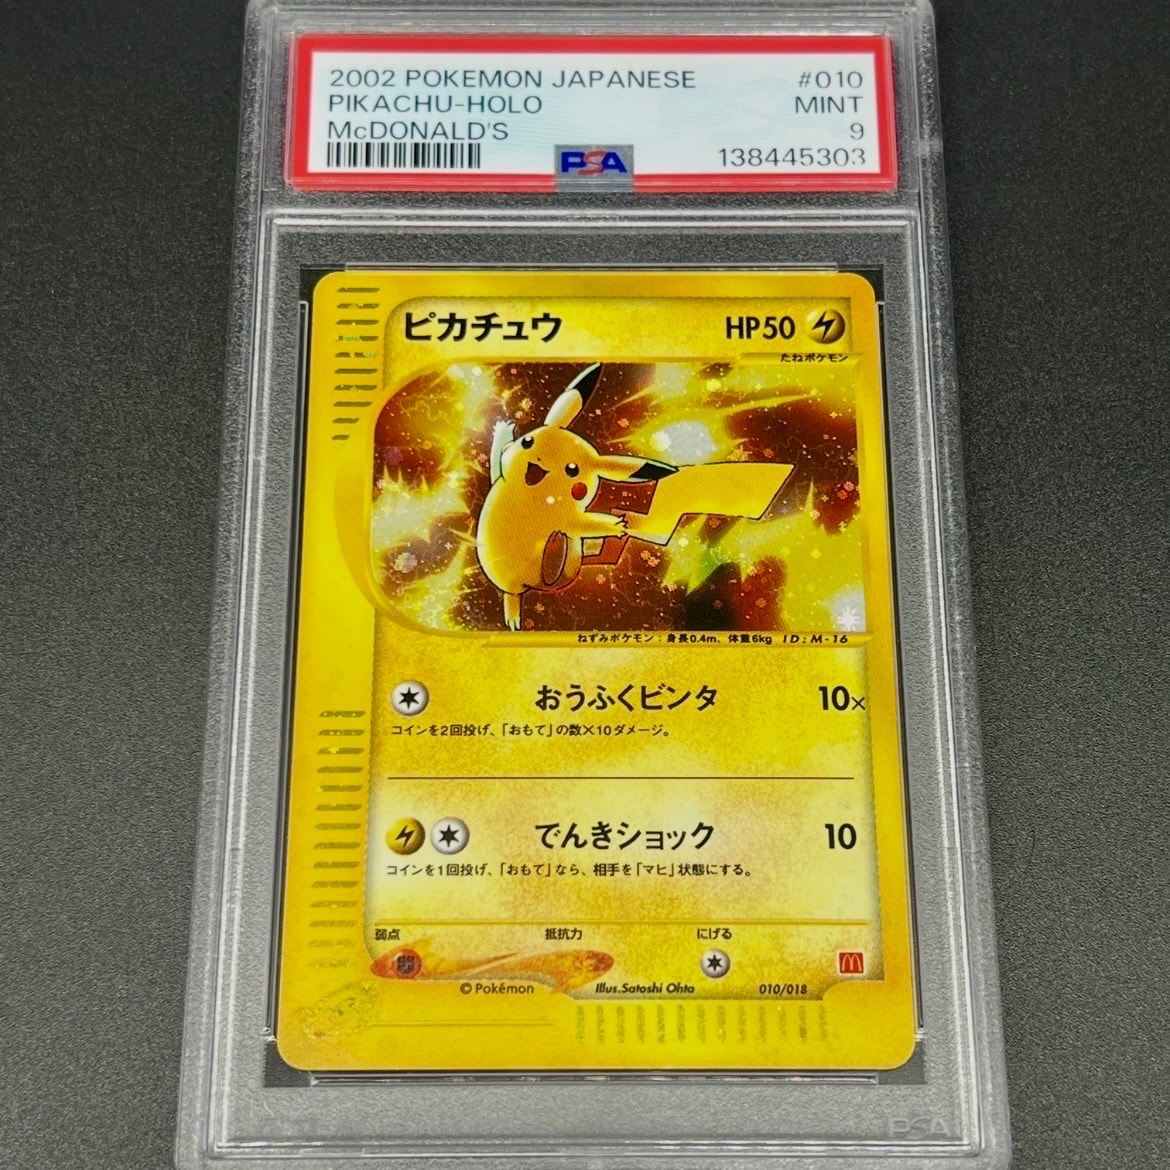 2002 POKEMON JAPANESE #010
PIKACHU-HOLO MINT
McDONALD'S 9
PSA 138445303
ピカチュウ HP50
たねポケモン
ねずみポケモン:身長0.4m、体重6kg ID:M-16
おうふくビンタ 10×
コインを2回投げ、「おもて」の数×10ダメージ。
でんきショック 10
コインを1回投げ、「おもて」なら、相手を「マヒ」状態にする。
弱点 抵抗力 にげる
© Pokémon Illus.Satoshi Ohta 010/018
PSA